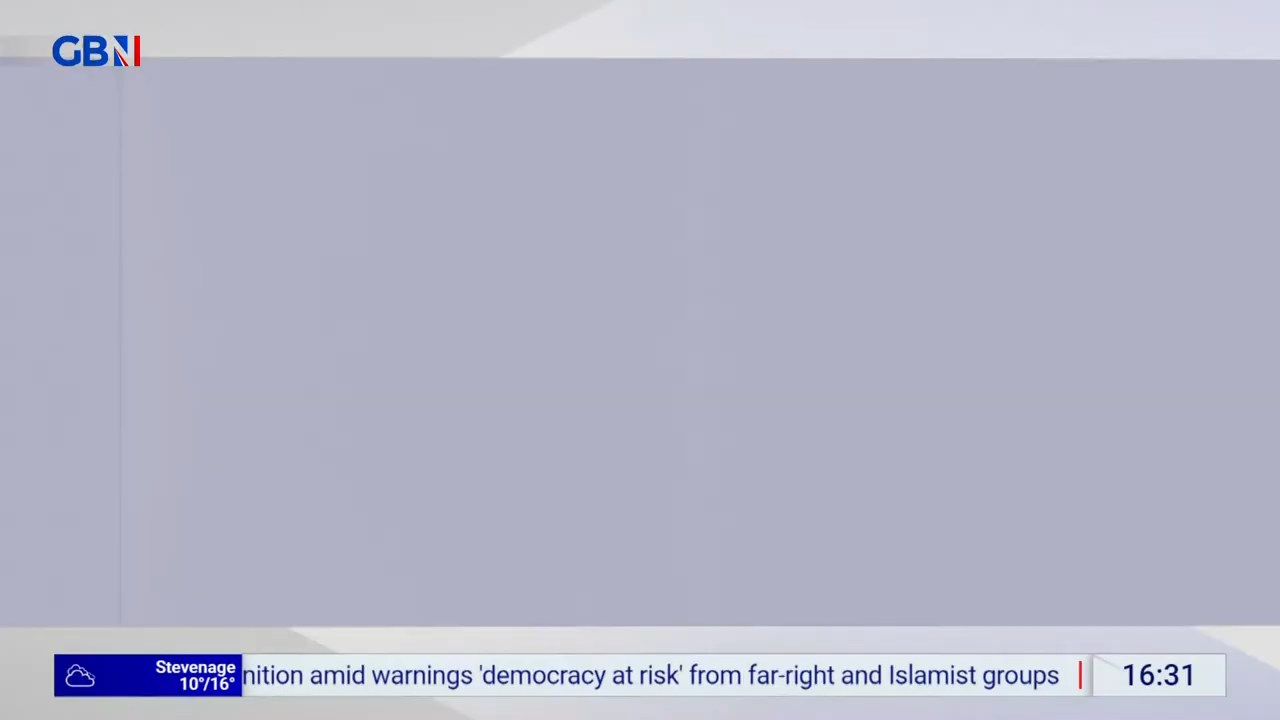 GBN
Stevenage
10°/16°
nition amid warnings 'democracy at risk' from far-right and Islamist groups
16:31